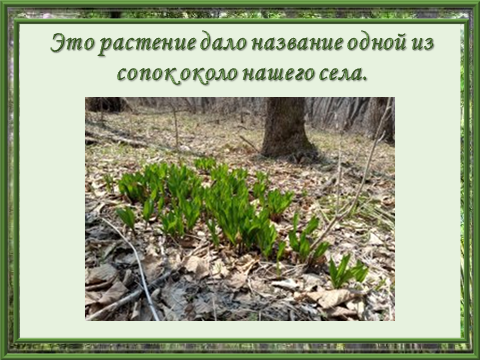 Это растение дало название одной из
сопок около нашего села.